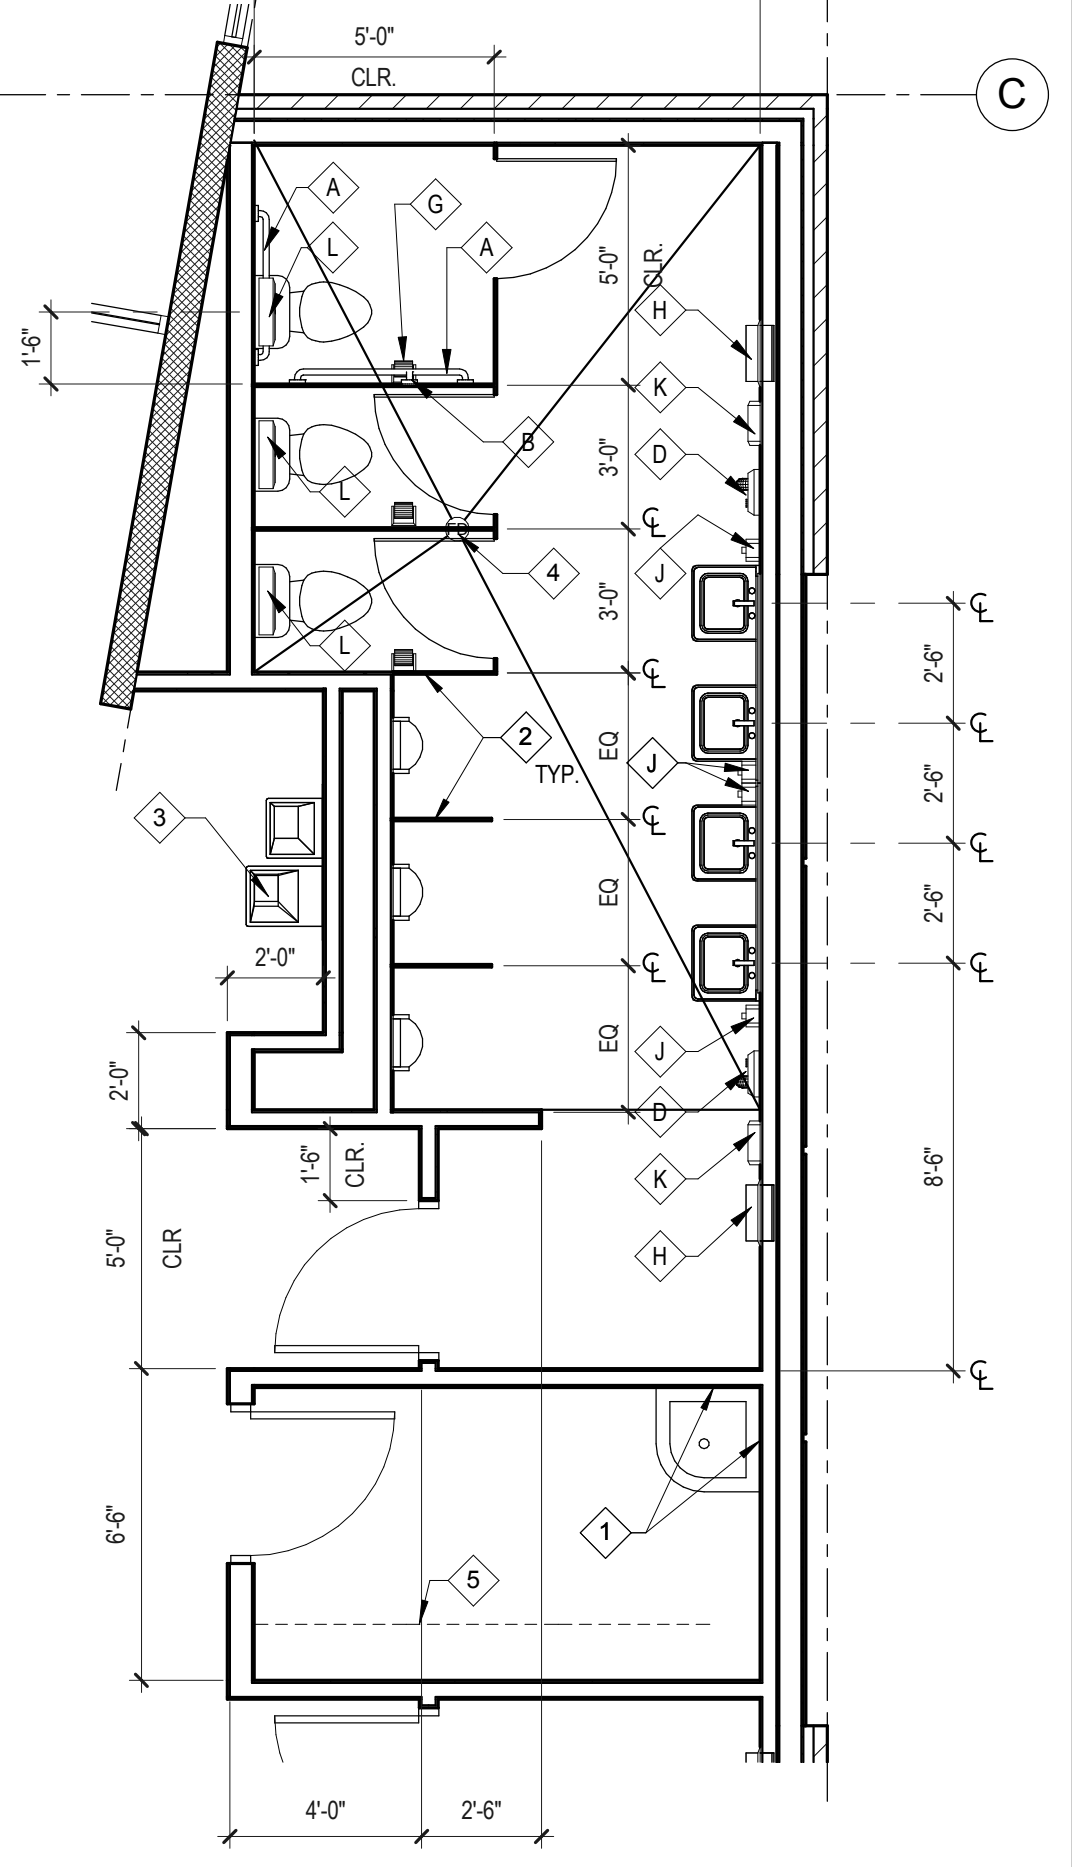 5'-0"
CLR.
C
A
G
L
A
5'-0"
CLR.
H
1'-6"
K
B
3'-0"
D
L
℄
FD
4
J
3'-0"
℄
L
2'-6"
℄
2
TYP.
EQ
J
℄
2'-6"
3
℄
℄
EQ
2'-6"
2'-0"
℄
℄
EQ
J
2'-0"
D
1'-6"
CLR.
K
8'-6"
5'-0"
CLR
H
℄
6'-6"
1
5
4'-0"
2'-6"